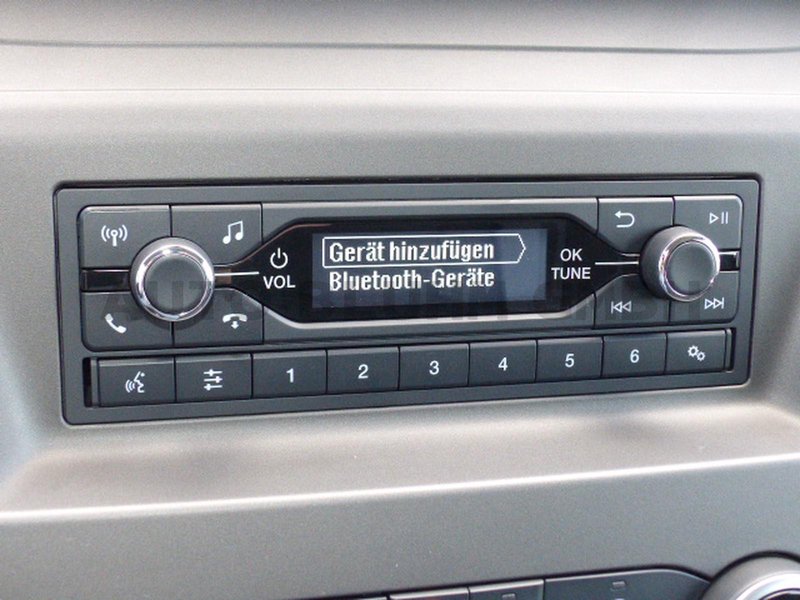 Gerät hinzufügen
Bluetooth-Geräte
VOL
OK
TUNE
1 2 3 4 5 6